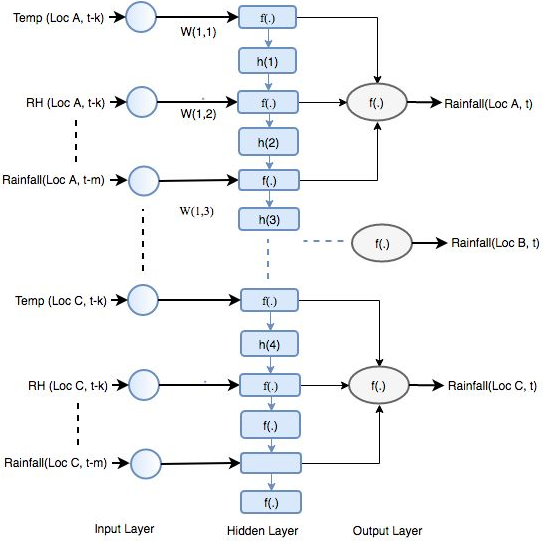 Temp (Loc A, t-k)
W(1,1)
f(.)
h(1)
RH (Loc A, t-k)
W(1,2)
f(.)
f(.)
Rainfall(Loc A, t)
h(2)
Rainfall(Loc A, t-m)
f(.)
W(1,3)
h(3)
f(.)
Rainfall(Loc B, t)
Temp (Loc C, t-k)
f(.)
h(4)
RH (Loc C, t-k)
f(.)
f(.)
Rainfall(Loc C, t)
f(.)
Rainfall(Loc C, t-m)
f(.)
Input Layer
Hidden Layer
Output Layer